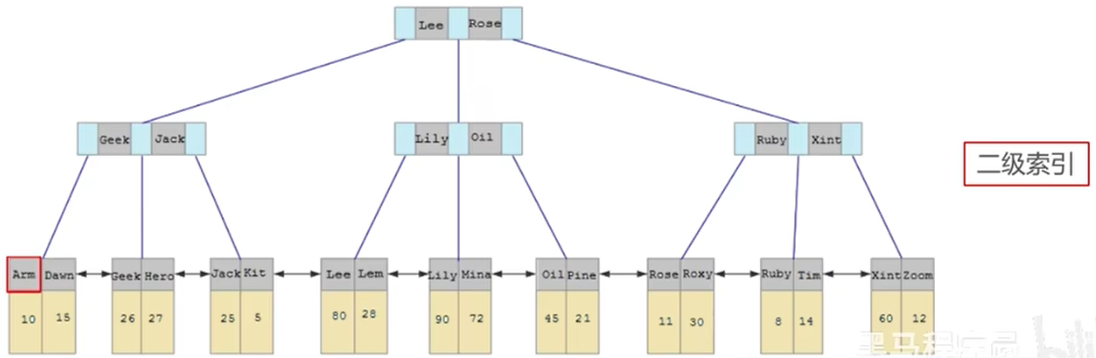 Lee Rose
Geek Jack Lily Oil Ruby Xint
二级索引
Arm Dawn Geek Hero Jack Kit Lee Lem Lily Mina Oil Pine Rose Roxy Ruby Tim Xint Zoom
10 15 26 27 25 5 80 28 90 72 45 21 11 30 8 14 60 12